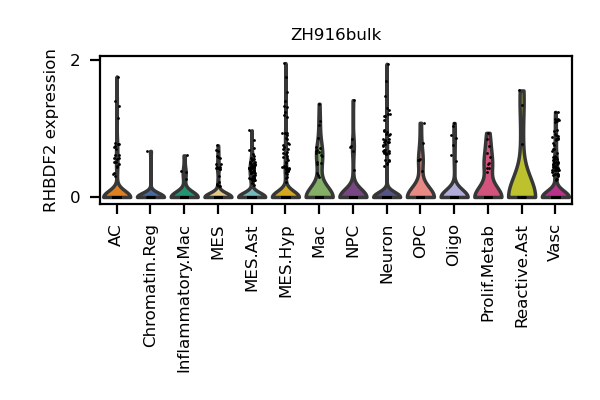 ZH916bulk
RHBDF2 expression
2
0
AC
Chromatin.Reg
Inflammatory.Mac
MES
MES.Ast
MES.Hyp
Mac
NPC
Neuron
OPC
Oligo
Prolif.Metab
Reactive.Ast
Vasc